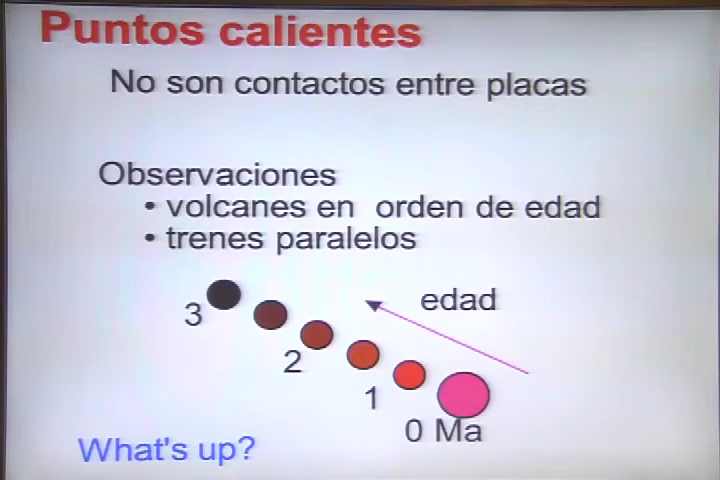 Puntos calientes
No son contactos entre placas
Observaciones
• volcanes en orden de edad
• trenes paralelos
edad
3
2
1
0 Ma
What's up?